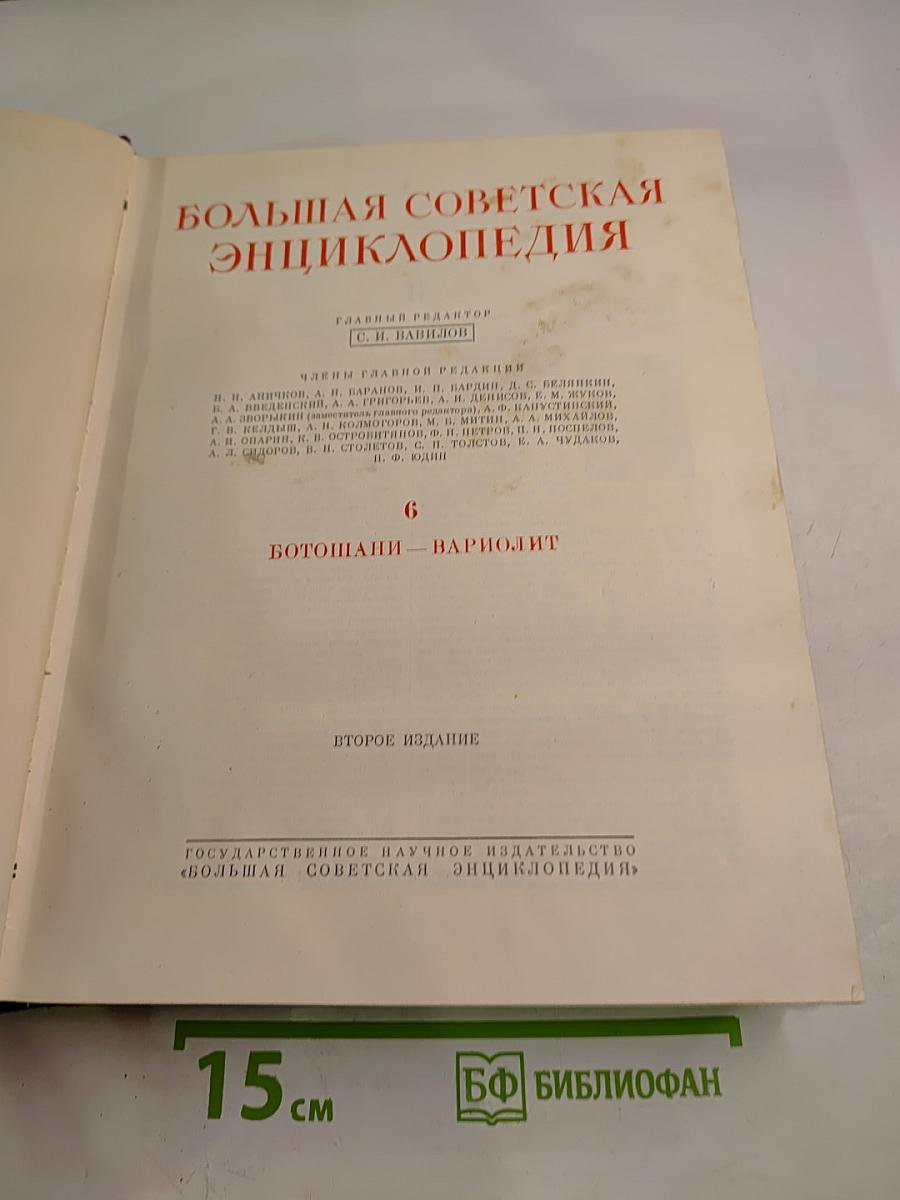 БОЛЬШАЯ СОВЕТСКАЯ
ЭНЦИКЛОПЕДИЯ
ГЛАВНЫЙ РЕДАКТОР
С. И. ВАВИЛОВ
ЧЛЕНЫ ГЛАВНОЙ РЕДАКЦИИ
Н. Н. АНИЧКОВ, А. И. БАРАНОВ, И. П. БАРДИН, Д. С. БЕЛЯНКИН,
Б. А. ВВЕДЕНСКИЙ, А. А. ГРИГОРЬЕВ, А. И. ДЕНИСОВ, Е. М. ЖУКОВ,
А. А. ЗВОРЫКИН (заместитель главного редактора), А. Ф. КАПУСТИНСКИЙ,
Г. В. КЕЛДЫШ, А. Н. КОЛМОГОРОВ, М. Б. МИТИН, А. А. МИХАЙЛОВ,
А. И. ОПАРИН, К. В. ОСТРОВИТЯНОВ, Ф. Н. ПЕТРОВ, П. Н. ПОСПЕЛОВ,
А. Л. СИДОРОВ, В. Н. СТОЛЕТОВ, С. П. ТОЛСТОВ, Е. А. ЧУДАКОВ,
П. Ф. ЮДИН
6
БОТОШАНИ — ВАРИОЛИТ
ВТОРОЕ ИЗДАНИЕ
ГОСУДАРСТВЕННОЕ НАУЧНОЕ ИЗДАТЕЛЬСТВО
«БОЛЬШАЯ СОВЕТСКАЯ ЭНЦИКЛОПЕДИЯ»
15 см
БФ БИБЛИОФАН